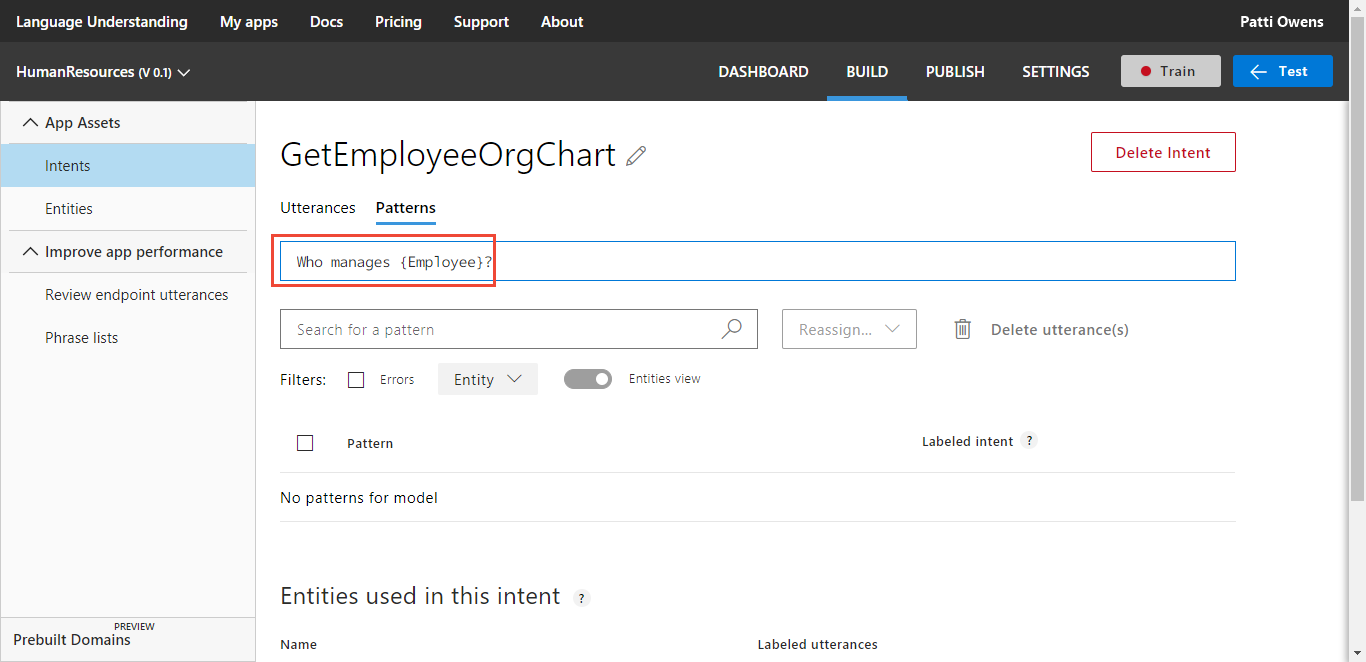 Language Understanding My apps Docs Pricing Support About Patti Owens
HumanResources (V 0.1) DASHBOARD BUILD PUBLISH SETTINGS Train Test
App Assets
Intents
Entities
Improve app performance
Review endpoint utterances
Phrase lists
PREVIEW
Prebuilt Domains
GetEmployeeOrgChart Delete Intent
Utterances Patterns
Who manages {Employee}?
Search for a pattern Reassign... Delete utterance(s)
Filters: Errors Entity Entities view
Pattern Labeled intent ?
No patterns for model
Entities used in this intent ?
Name Labeled utterances